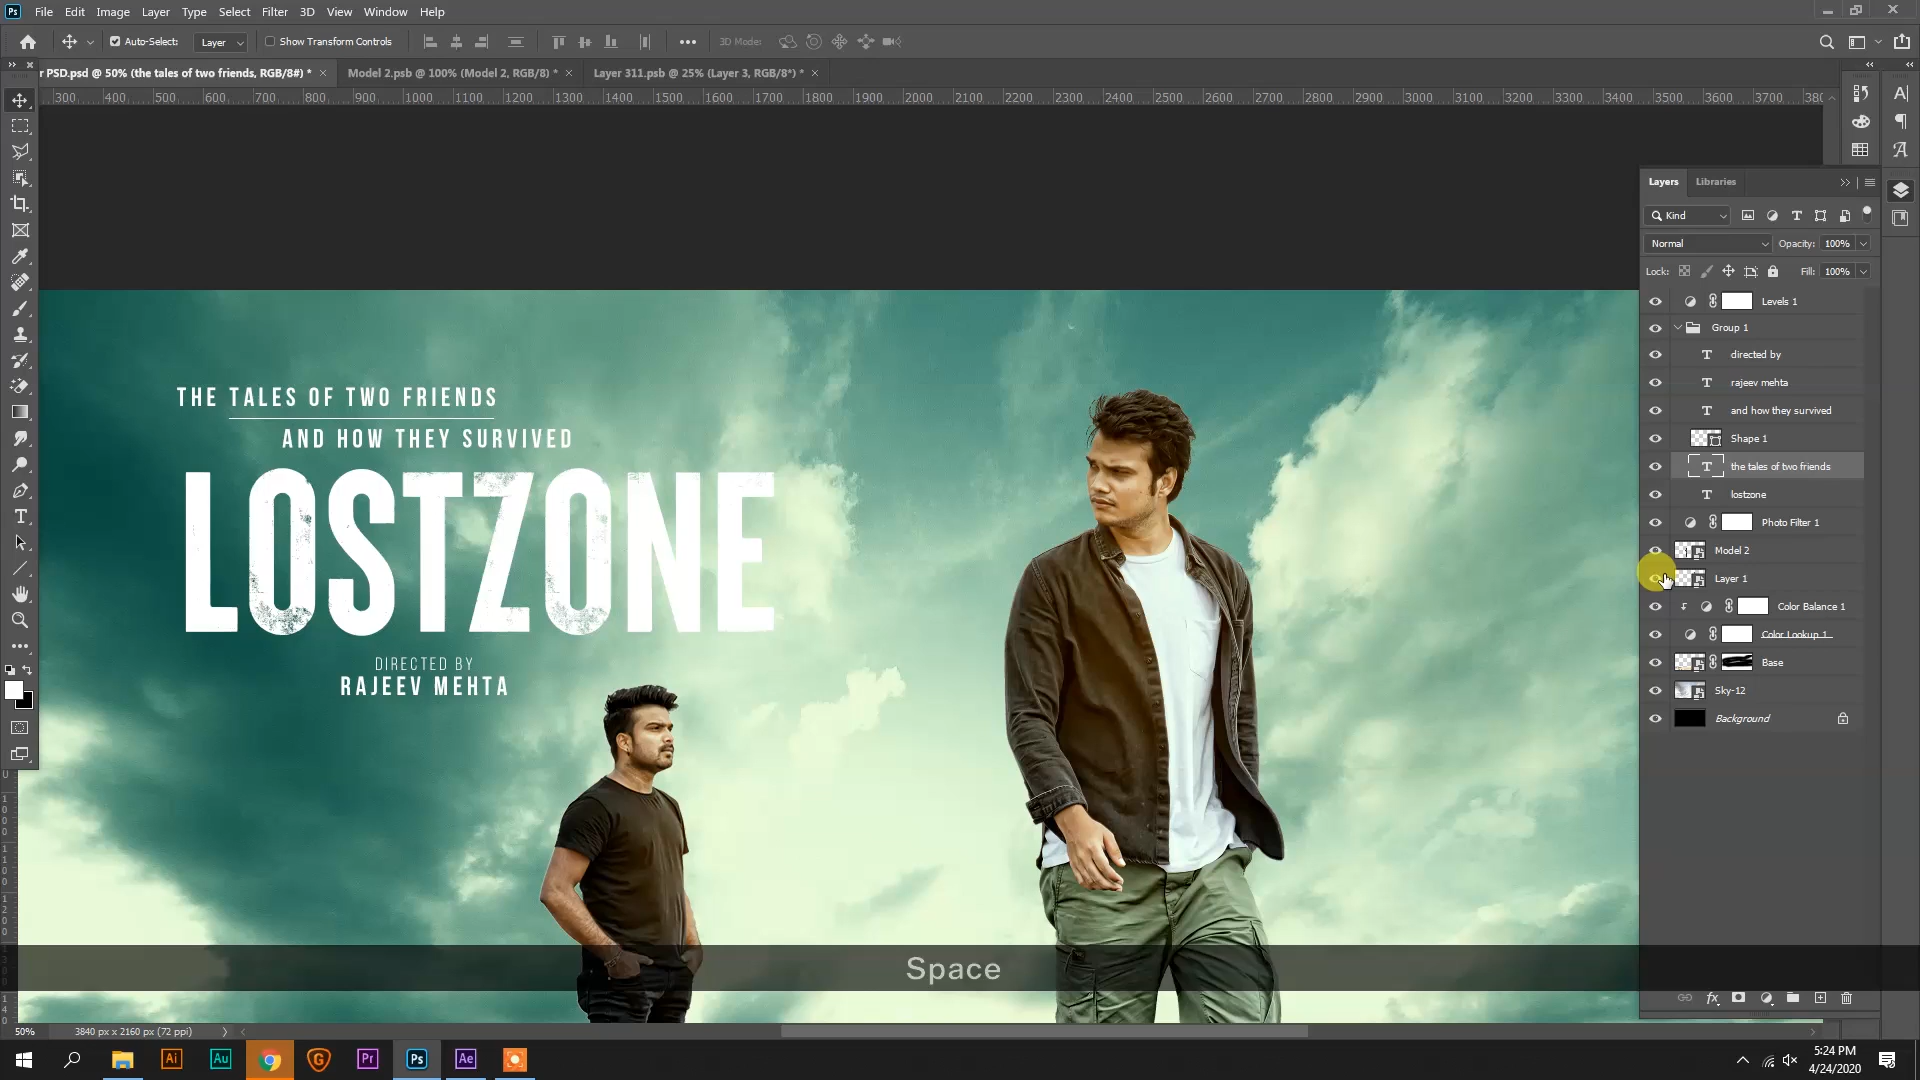 Ps File Edit Image Layer Type Select Filter 3D View Window Help
Auto-Select: Layer Show Transform Controls 3D Mode:
r PSD.psd @ 50% (the tales of two friends, RGB/8#) * Model 2.psb @ 100% (Model 2, RGB/8) * Layer 311.psb @ 25% (Layer 3, RGB/8*) *
300 400 500 600 700 800 900 1000 1100 1200 1300 1400 1500 1600 1700 1800 1900 2000 2100 2200 2300 2400 2500 2600 2700 2800 2900 3000 3100 3200 3300 3400 3500 3600 3700 380
Layers Libraries
Kind
Normal Opacity: 100%
Lock: Fill: 100%
Levels 1
Group 1
directed by
rajeev mehta
and how they survived
Shape 1
the tales of two friends
lostzone
Photo Filter 1
Model 2
Layer 1
Color Balance 1
Color Lookup 1
Base
Sky-12
Background
THE TALES OF TWO FRIENDS
AND HOW THEY SURVIVED
LOSTZONE
DIRECTED BY
RAJEEV MEHTA
Space
50% 3840 px x 2160 px (72 ppi)
Ai Au Pr Ps Ae
5:24 PM
4/24/2020